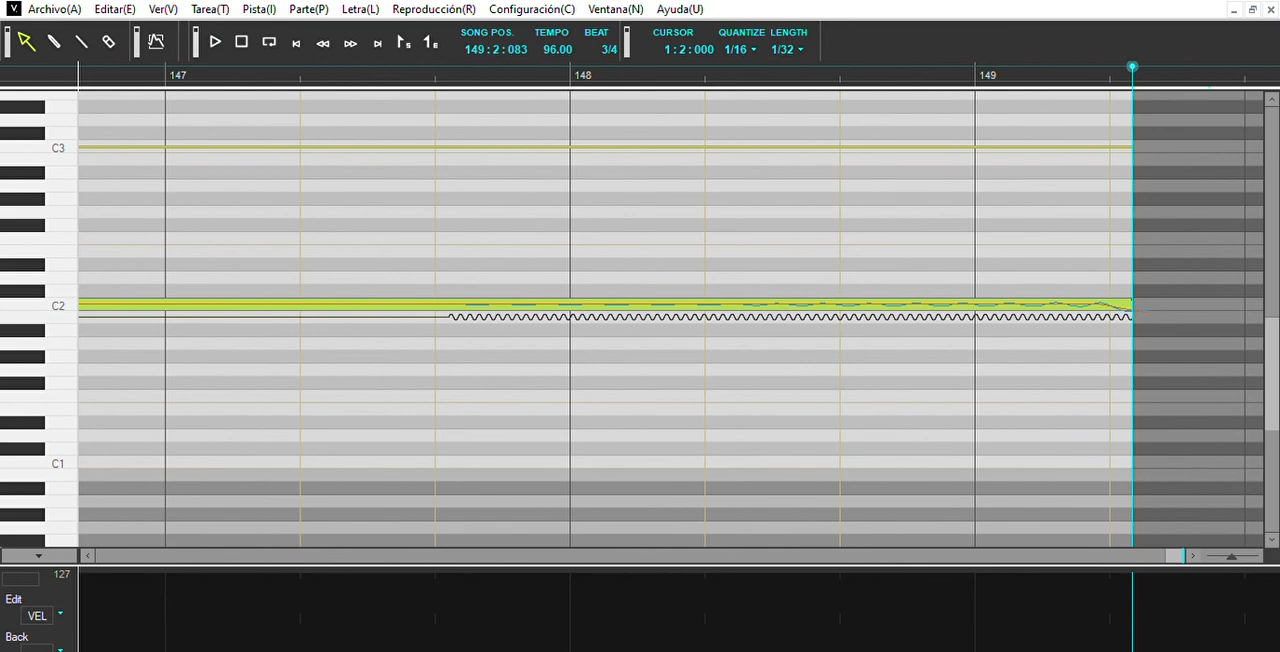 V. Archivo(A) Editar(E) Ver(V) Tarea(T) Pista(I) Parte(P) Letra(L) Reproducción(R) Configuración(C) Ventana(N) Ayuda(U)
SONG POS. TEMPO BEAT CURSOR QUANTIZE LENGTH
149:2:083 96.00 3/4 1:2:000 1/16 1/32
147 148 149
C3
C2
C1
127
Edit
VEL
Back